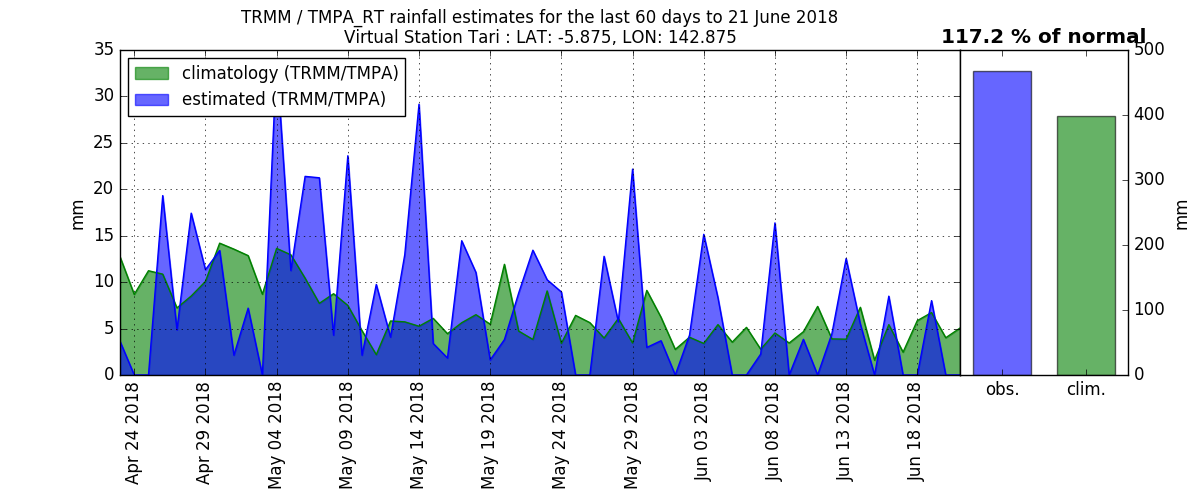 TRMM / TMPA_RT rainfall estimates for the last 60 days to 21 June 2018
Virtual Station Tari : LAT: -5.875, LON: 142.875
117.2 % of normal
climatology (TRMM/TMPA)
estimated (TRMM/TMPA)
35
30
25
20
15
10
5
0
mm
Apr 24 2018
Apr 29 2018
May 04 2018
May 09 2018
May 14 2018
May 19 2018
May 24 2018
May 29 2018
Jun 03 2018
Jun 08 2018
Jun 13 2018
Jun 18 2018
500
400
300
200
100
0
mm
obs.
clim.